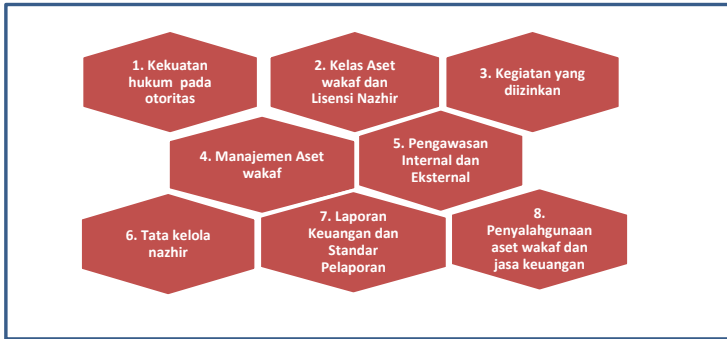 1. Kekuatan
hukum pada
otoritas
2. Kelas Aset
wakaf dan
Lisensi Nazhir
3. Kegiatan yang
diizinkan
4. Manajemen Aset
wakaf
5. Pengawasan
Internal dan
Eksternal
6. Tata kelola
nazhir
7. Laporan
Keuangan dan
Standar
Pelaporan
8.
Penyalahgunaan
aset wakaf dan
jasa keuangan